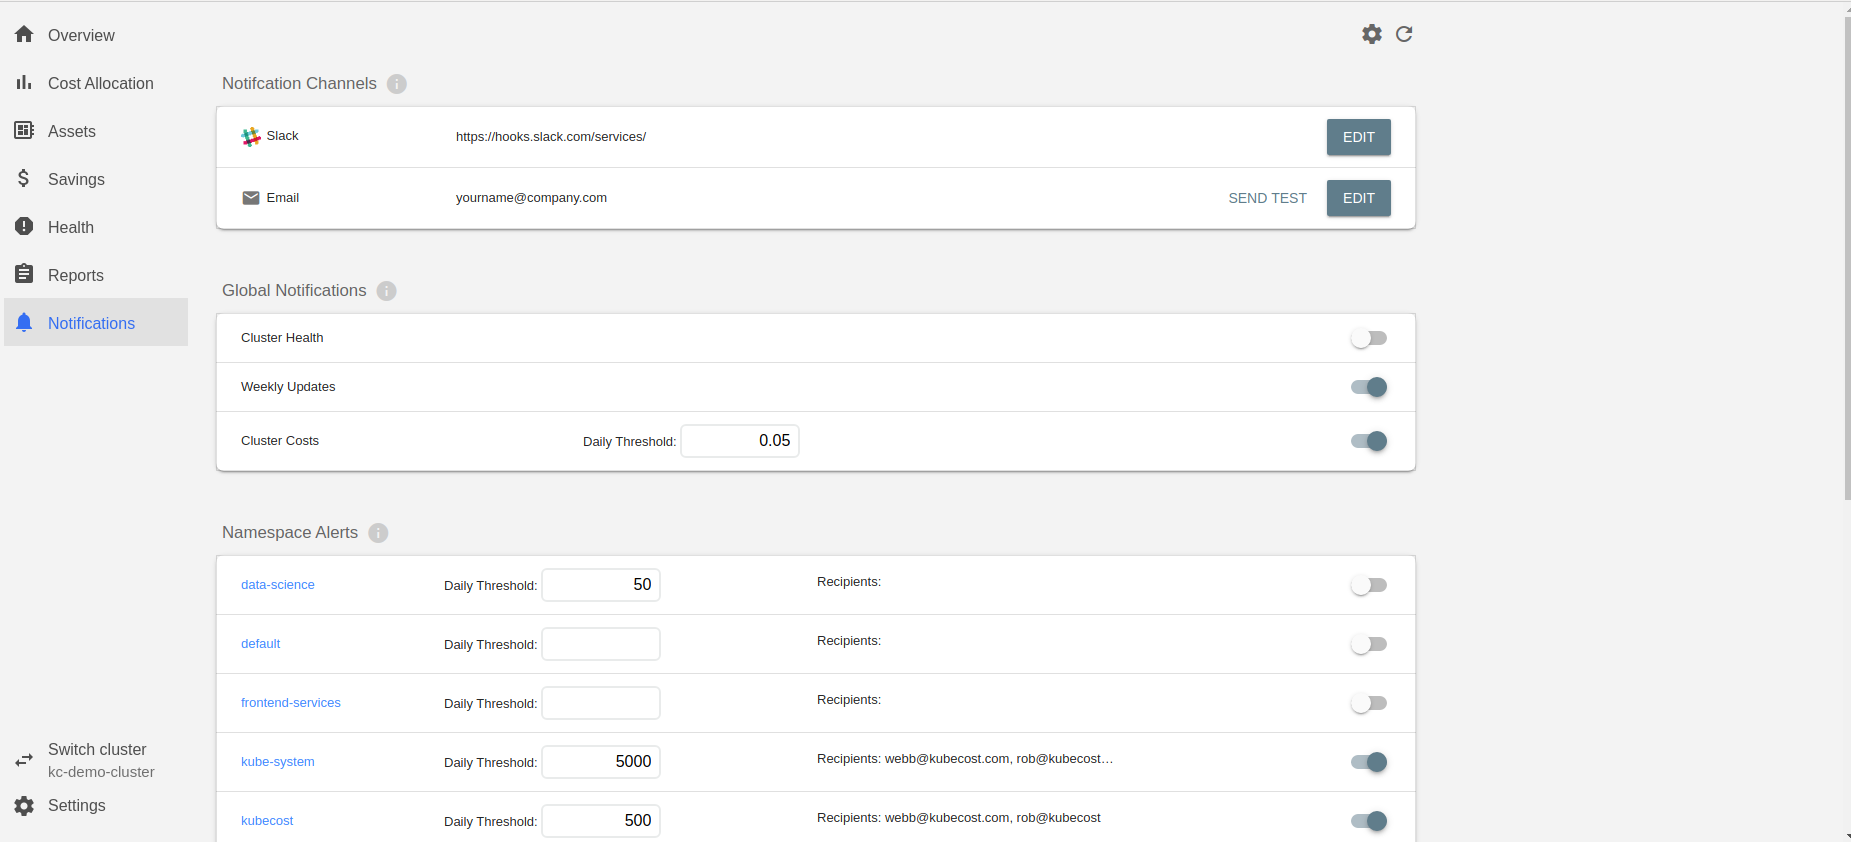 Overview
Cost Allocation
Assets
Savings
Health
Reports
Notifications
Switch cluster
kc-demo-cluster
Settings
Notifcation Channels
Slack https://hooks.slack.com/services/ EDIT
Email yourname@company.com SEND TEST EDIT
Global Notifications
Cluster Health
Weekly Updates
Cluster Costs Daily Threshold: 0.05
Namespace Alerts
data-science Daily Threshold: 50 Recipients:
default Daily Threshold: Recipients:
frontend-services Daily Threshold: Recipients:
kube-system Daily Threshold: 5000 Recipients: webb@kubecost.com, rob@kubecost…
kubecost Daily Threshold: 500 Recipients: webb@kubecost.com, rob@kubecost